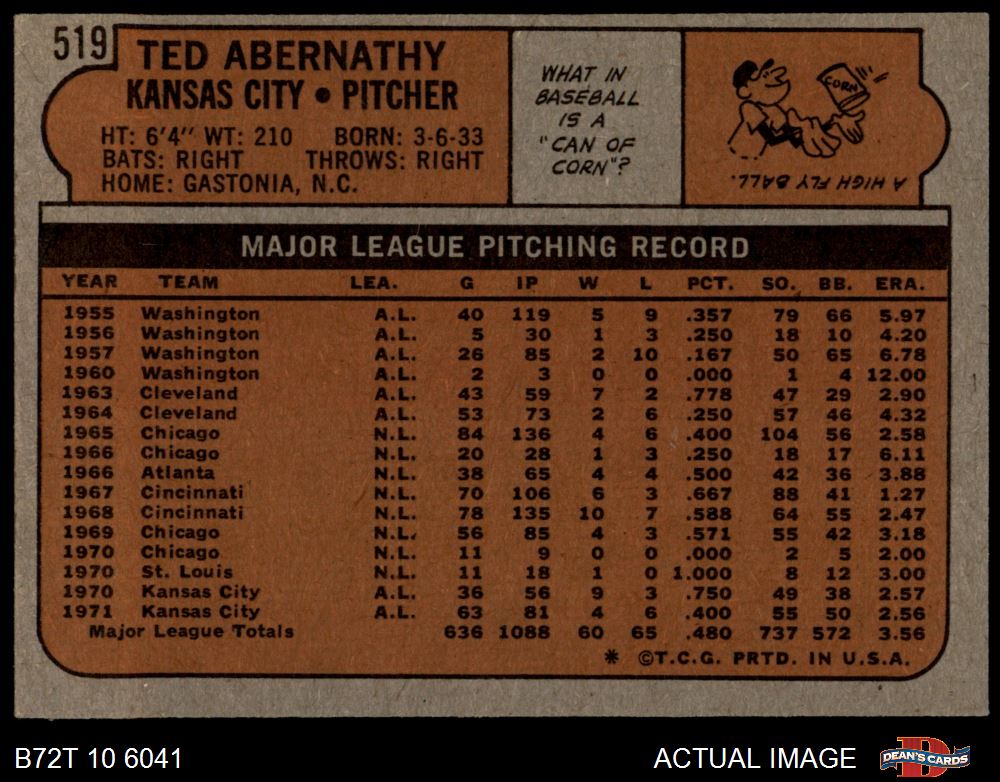 519
TED ABERNATHY
KANSAS CITY • PITCHER
HT: 6'4" WT: 210 BORN: 3-6-33
BATS: RIGHT THROWS: RIGHT
HOME: GASTONIA, N.C.
WHAT IN
BASEBALL
IS A
"CAN OF
CORN"?
CORN
A HIGH FLY BALL.
MAJOR LEAGUE PITCHING RECORD
YEAR TEAM LEA. G IP W L PCT. SO. BB. ERA.
1955 Washington A.L. 40 119 5 9 .357 79 66 5.97
1956 Washington A.L. 5 30 1 3 .250 18 10 4.20
1957 Washington A.L. 26 85 2 10 .167 50 65 6.78
1960 Washington A.L. 2 3 0 0 .000 1 4 12.00
1963 Cleveland A.L. 43 59 7 2 .778 47 29 2.90
1964 Cleveland A.L. 53 73 2 6 .250 57 46 4.32
1965 Chicago N.L. 84 136 4 6 .400 104 56 2.58
1966 Chicago N.L. 20 28 1 3 .250 18 17 6.11
1966 Atlanta N.L. 38 65 4 4 .500 42 36 3.88
1967 Cincinnati N.L. 70 106 6 3 .667 88 41 1.27
1968 Cincinnati N.L. 78 135 10 7 .588 64 55 2.47
1969 Chicago N.L. 56 85 4 3 .571 55 42 3.18
1970 Chicago N.L. 11 9 0 0 .000 2 5 2.00
1970 St. Louis N.L. 11 18 1 0 1.000 8 12 3.00
1970 Kansas City A.L. 36 56 9 3 .750 49 38 2.57
1971 Kansas City A.L. 63 81 4 6 .400 55 50 2.56
Major League Totals 636 1088 60 65 .480 737 572 3.56
* ©T.C.G. PRTD. IN U.S.A.
B72T 10 6041 ACTUAL IMAGE DEAN'S CARDS